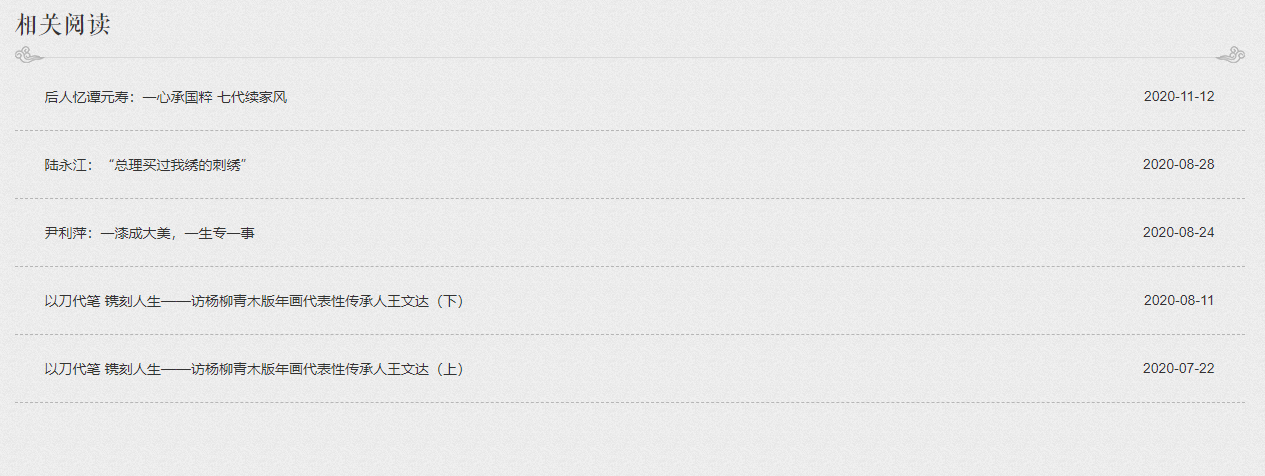 相关阅读
后人忆谭元寿：一心承国粹 七代续家风 2020-11-12
陆永江：“总理买过我绣的刺绣” 2020-08-28
尹利萍：一漆成大美，一生专一事 2020-08-24
以刀代笔 镌刻人生——访杨柳青木版年画代表性传承人王文达（下） 2020-08-11
以刀代笔 镌刻人生——访杨柳青木版年画代表性传承人王文达（上） 2020-07-22